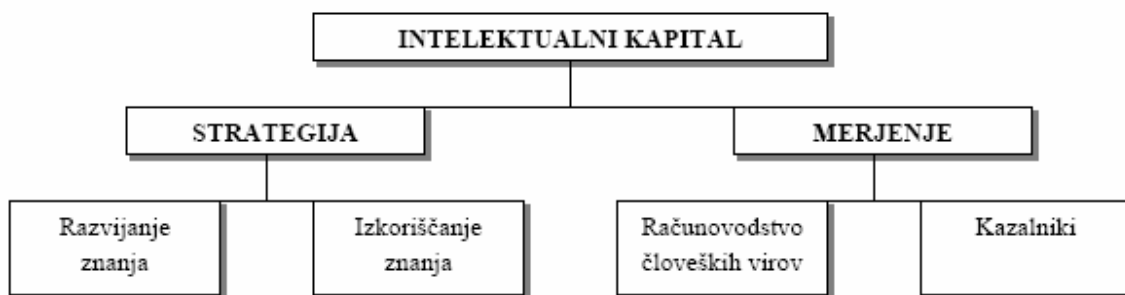 INTELEKTUALNI KAPITAL
STRATEGIJA
MERJENJE
Razvijanje
znanja
Izkoriščanje
znanja
Računovodstvo
človeških virov
Kazalniki